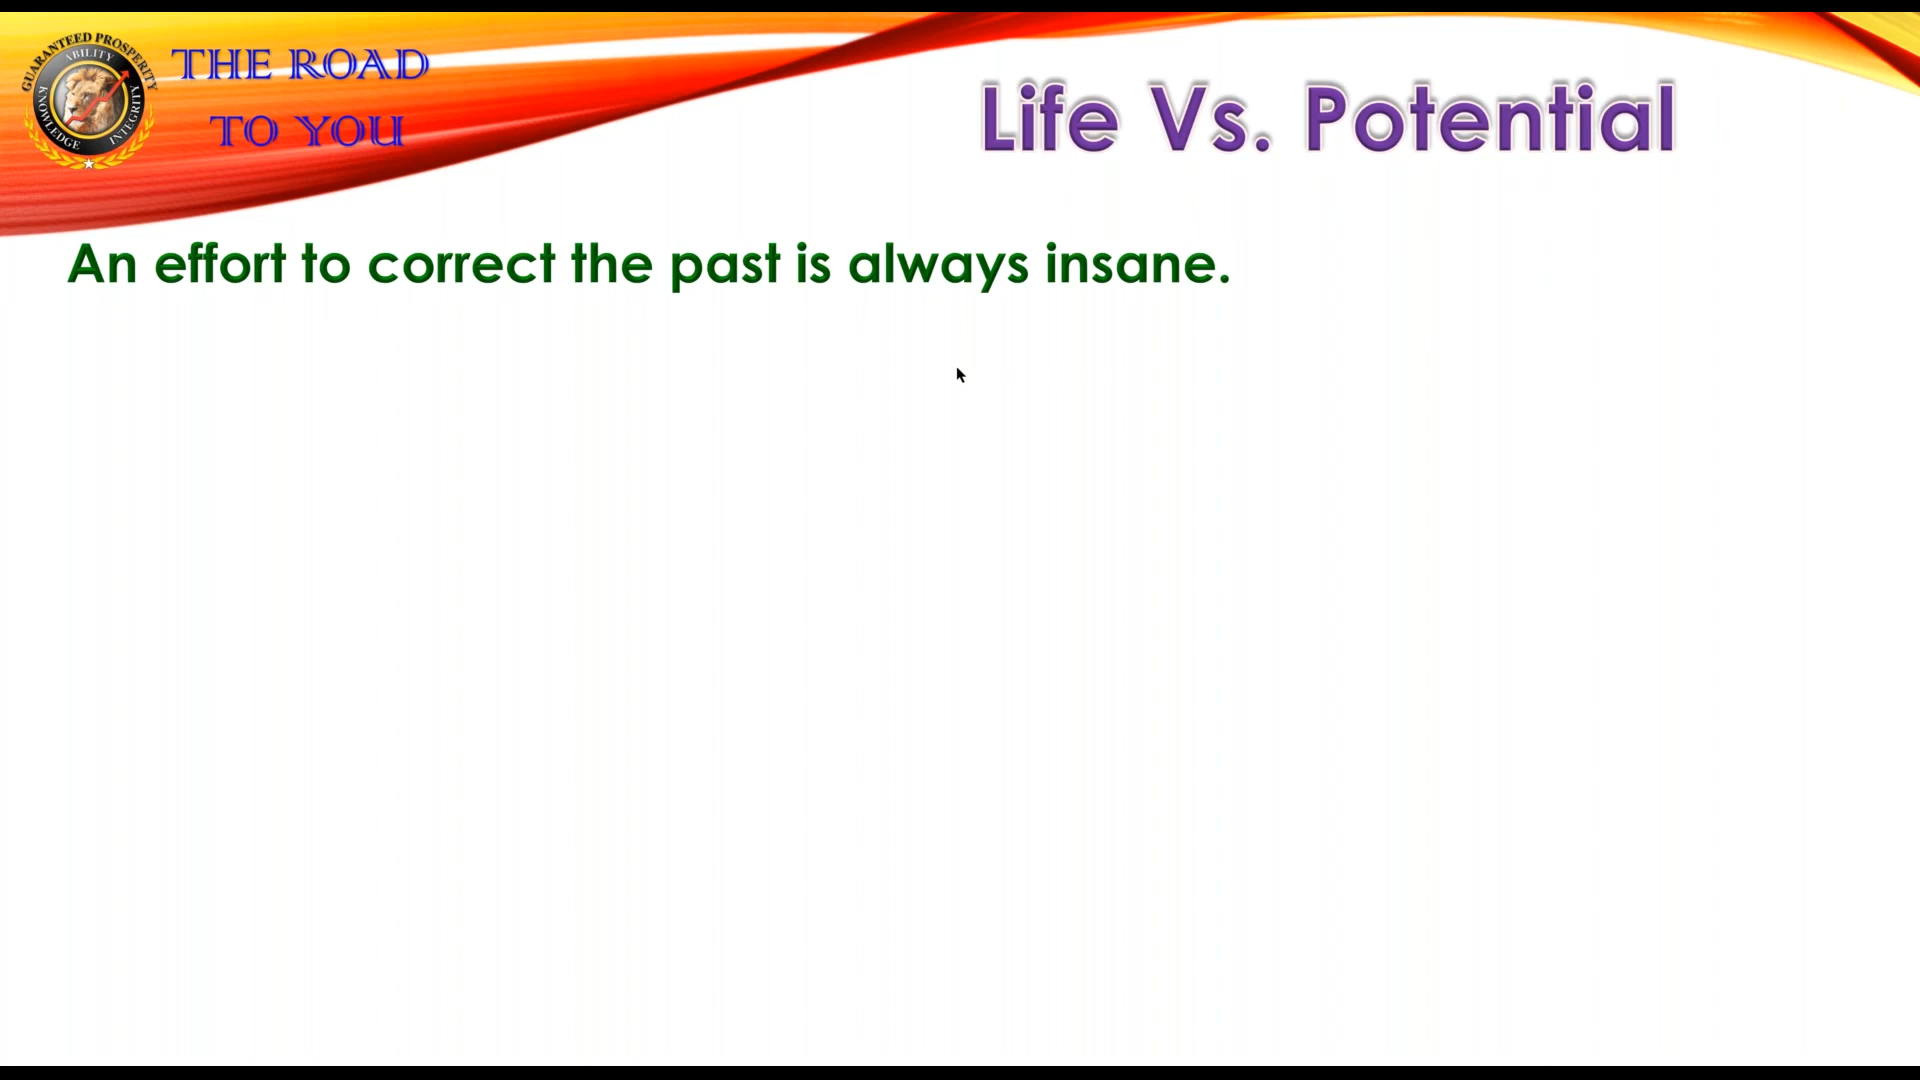 GUARANTEED PROSPERITY
ABILITY
KNOWLEDGE
INTEGRITY
THE ROAD
TO YOU
Life Vs. Potential
An effort to correct the past is always insane.